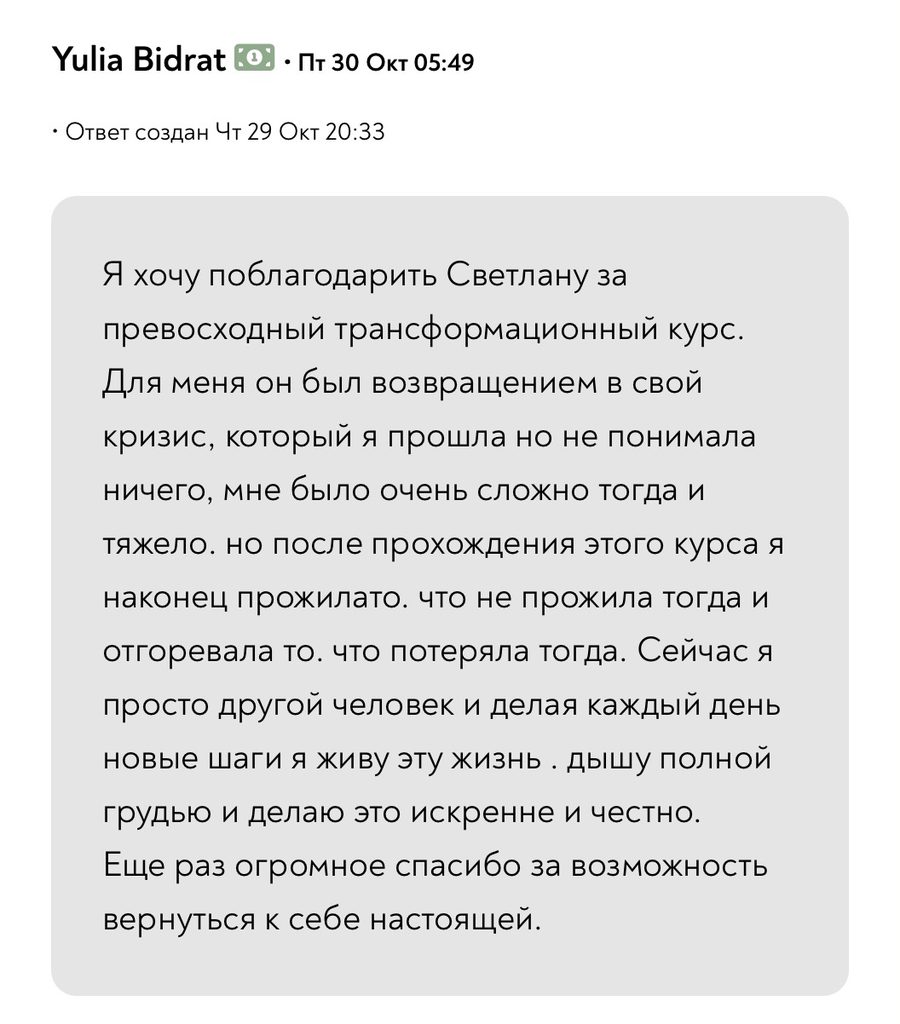 Yulia Bidrat 1 • Пт 30 Окт 05:49
• Ответ создан Чт 29 Окт 20:33
Я хочу поблагодарить Светлану за
превосходный трансформационный курс.
Для меня он был возвращением в свой
кризис, который я прошла но не понимала
ничего, мне было очень сложно тогда и
тяжело. но после прохождения этого курса я
наконец прожилато. что не прожила тогда и
отгоревала то. что потеряла тогда. Сейчас я
просто другой человек и делая каждый день
новые шаги я живу эту жизнь . дышу полной
грудью и делаю это искренне и честно.
Еще раз огромное спасибо за возможность
вернуться к себе настоящей.